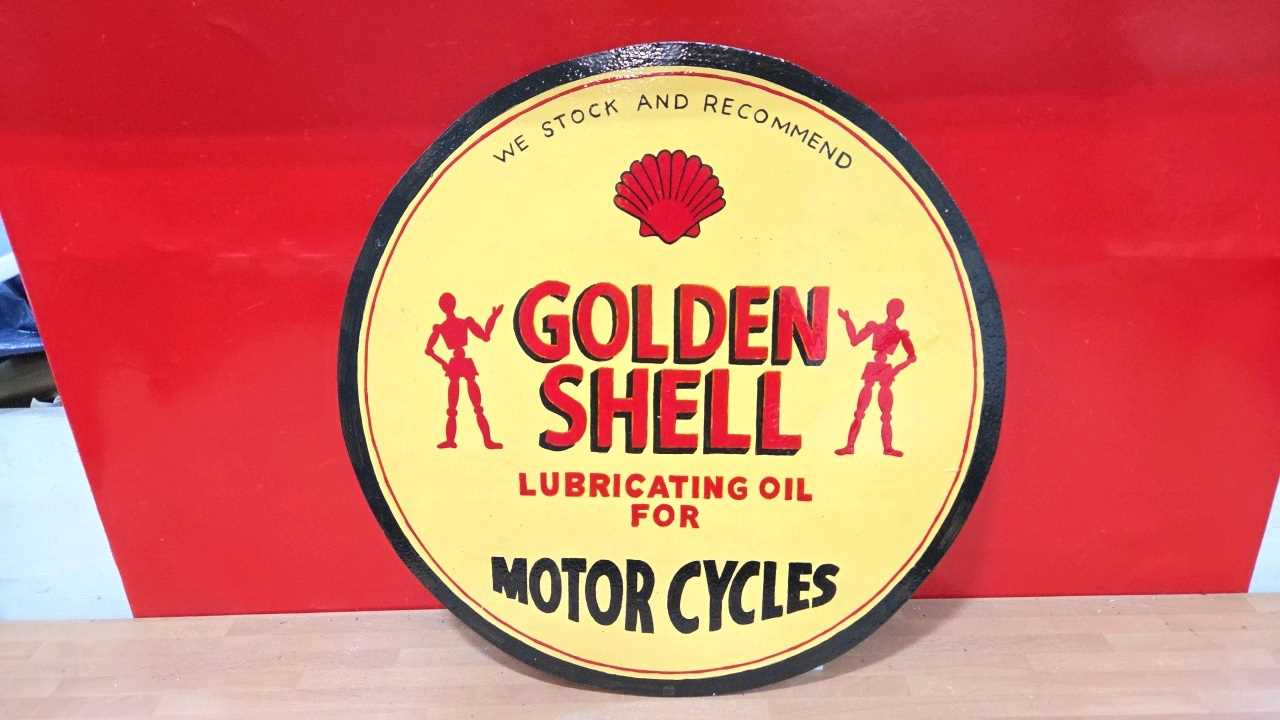 WE STOCK AND RECOMMEND
GOLDEN
SHELL
LUBRICATING OIL
FOR
MOTOR CYCLES